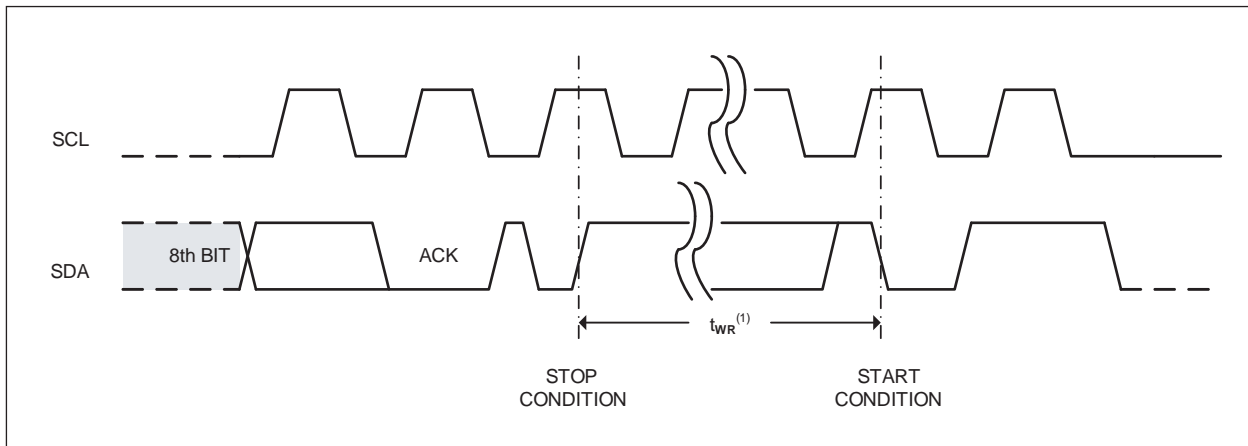 SCL
SDA
8th BIT
ACK
tWR(1)
STOP
CONDITION
START
CONDITION